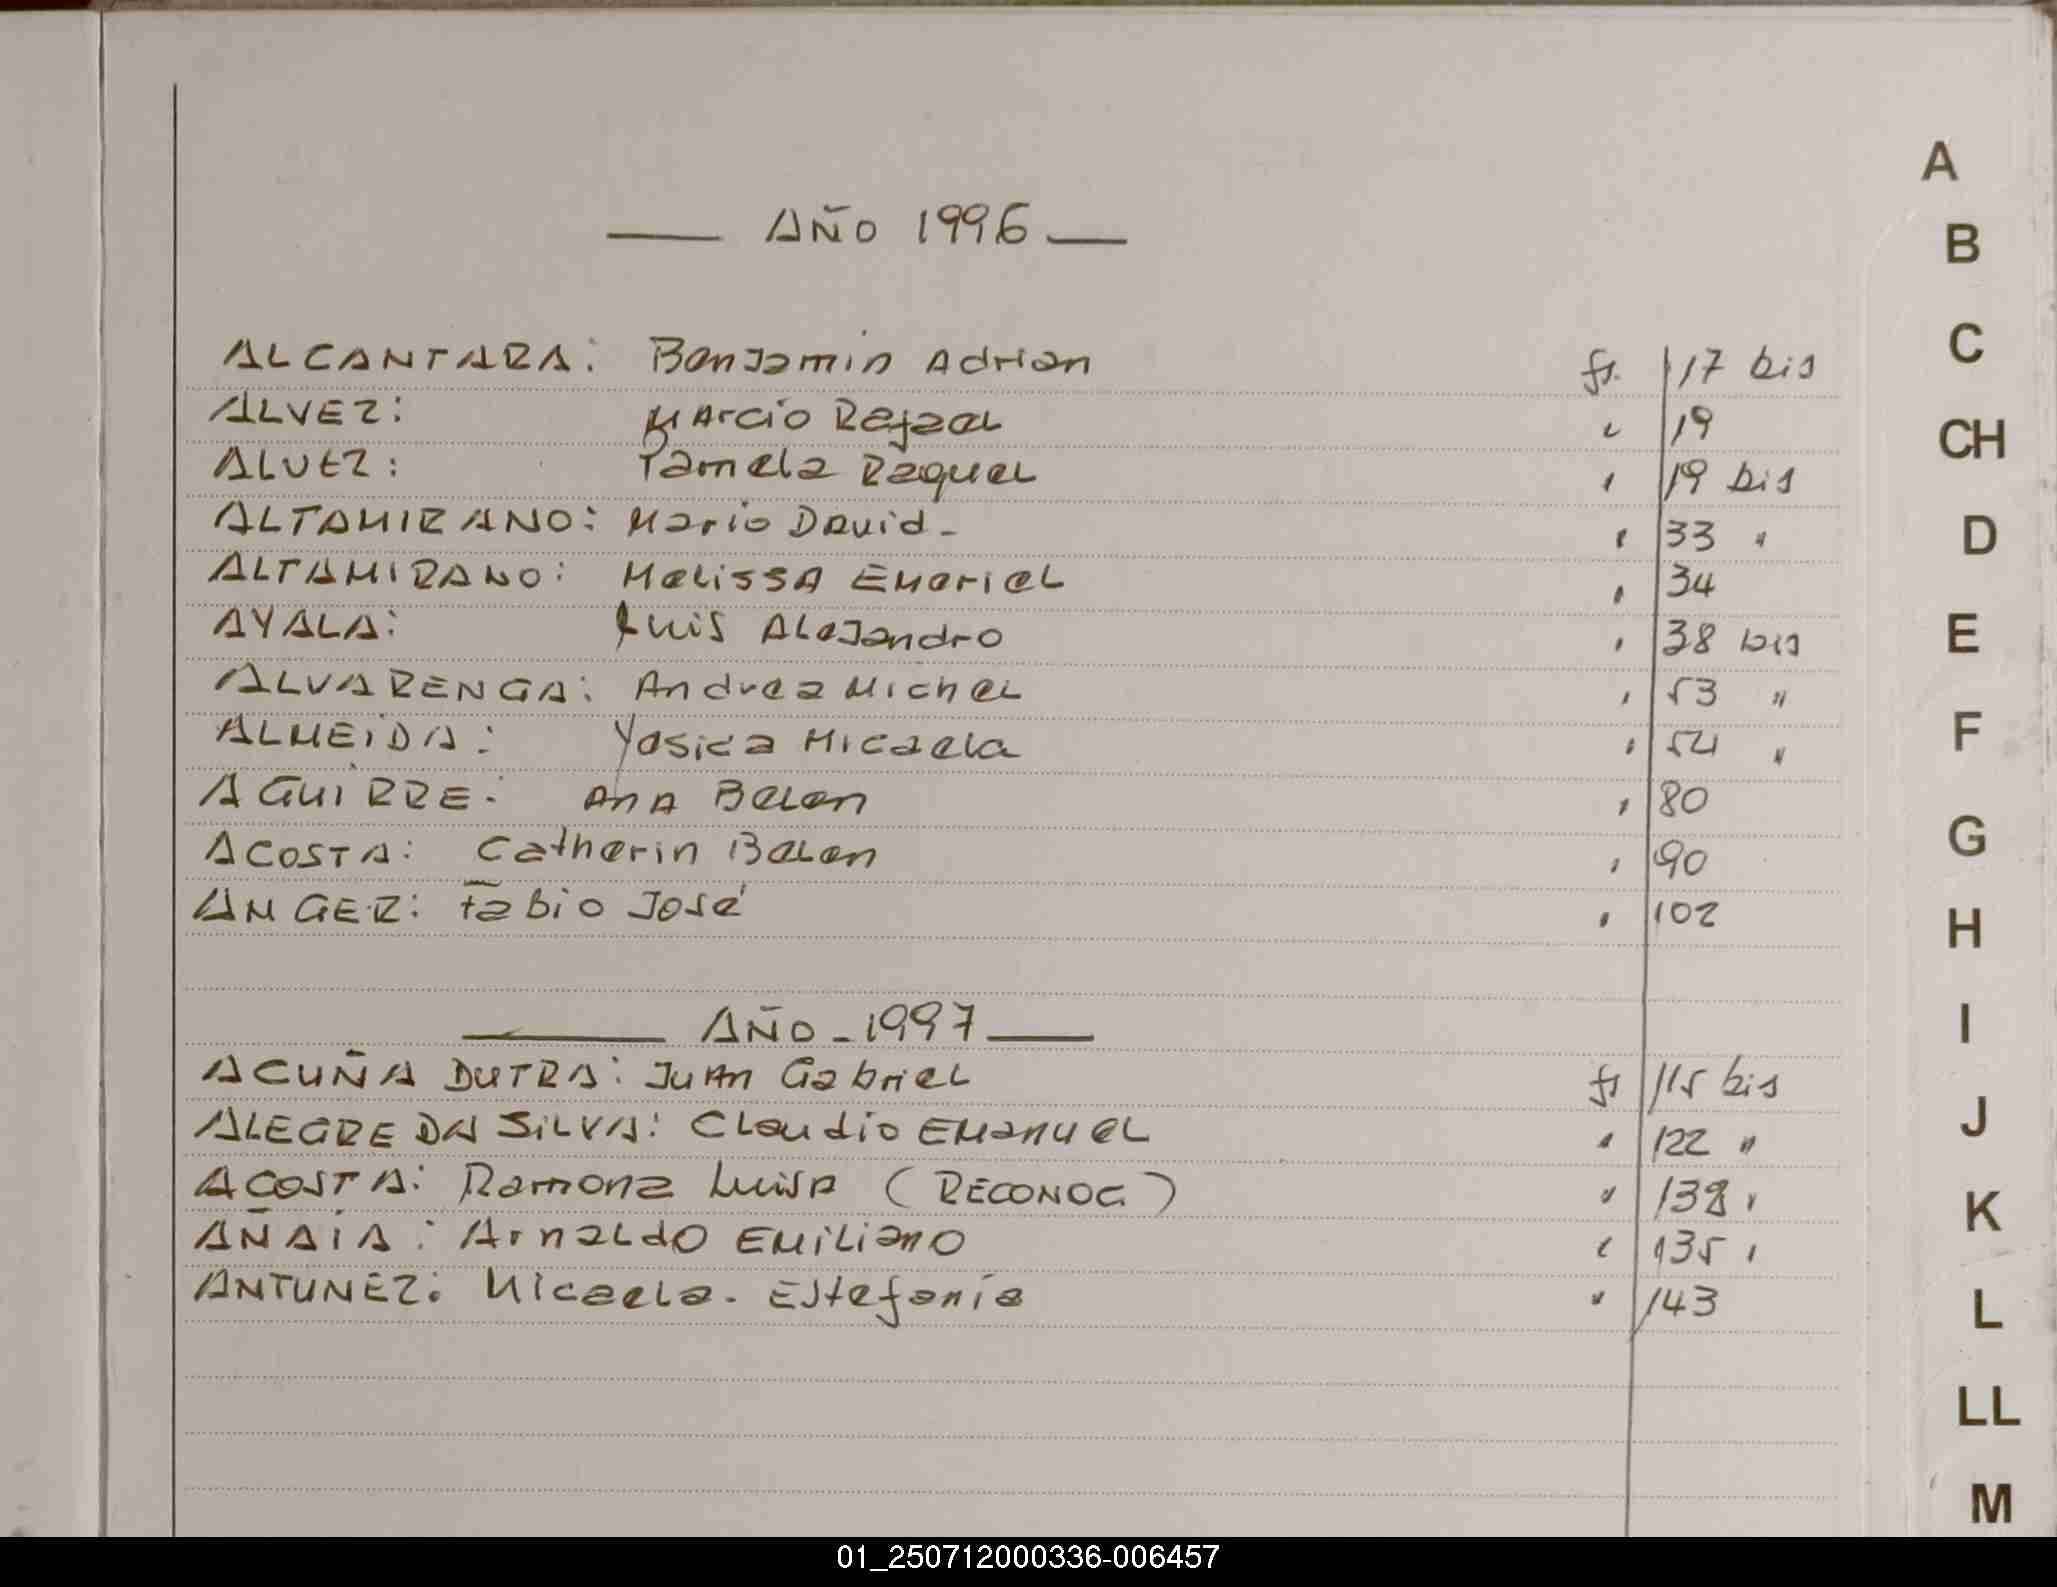 AÑO 1996
ALCANTARA: Benjamin Adrian fs. 17 bis
ALVEZ: Marcio Rafael " 19
ALVEZ: Pamela Raquel " 19 bis
ALTAMIRANO: Mario David - " 33 "
ALTAMIRANO: Melissa Emeriel " 34
AYALA: Luis Alejandro " 38 bis
ALVARENGA: Andrea Michel " 53 "
ALMEIDA: Yesica Micaela " 54 "
AGUIRRE: Ana Belen " 80
ACOSTA: Catherin Belen " 90
ANGER: Fabio José " 102
AÑO - 1997
ACUÑA DUTRA: Juan Gabriel fs 115 bis
ALEGRE DA SILVA: Claudio Emanuel " 122 "
ACOSTA: Ramona Luisa (RECONOC) " 138 "
AÑAIA: Arnaldo Emiliano " 135 "
ANTUNEZ: Micaela - Estefanía " 143
A
B
C
CH
D
E
F
G
H
I
J
K
L
LL
M
01_250712000336-006457